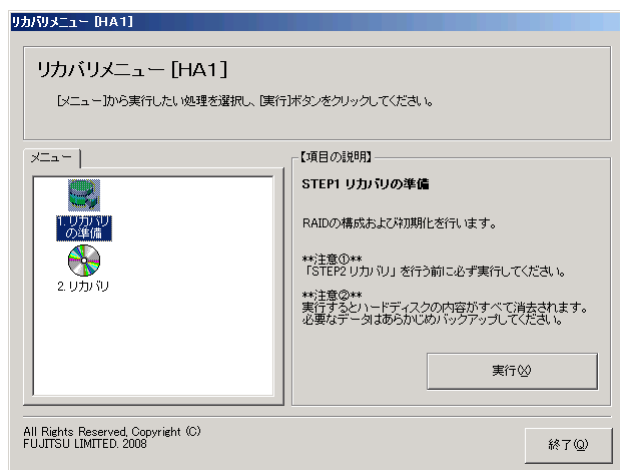 リカバリメニュー [HA1]
リカバリメニュー [HA1]
[メニュー]から実行したい処理を選択し、[実行]ボタンをクリックしてください。
メニュー
1.リカバリ
の準備
2.リカバリ
【項目の説明】
STEP1 リカバリの準備
RAIDの構成および初期化を行います。
**注意①**
「STEP2 リカバリ」を行う前に必ず実行してください。
**注意②**
実行するとハードディスクの内容がすべて消去されます。
必要なデータはあらかじめバックアップしてください。
実行(X)
All Rights Reserved, Copyright (C)
FUJITSU LIMITED. 2008
終了(Q)